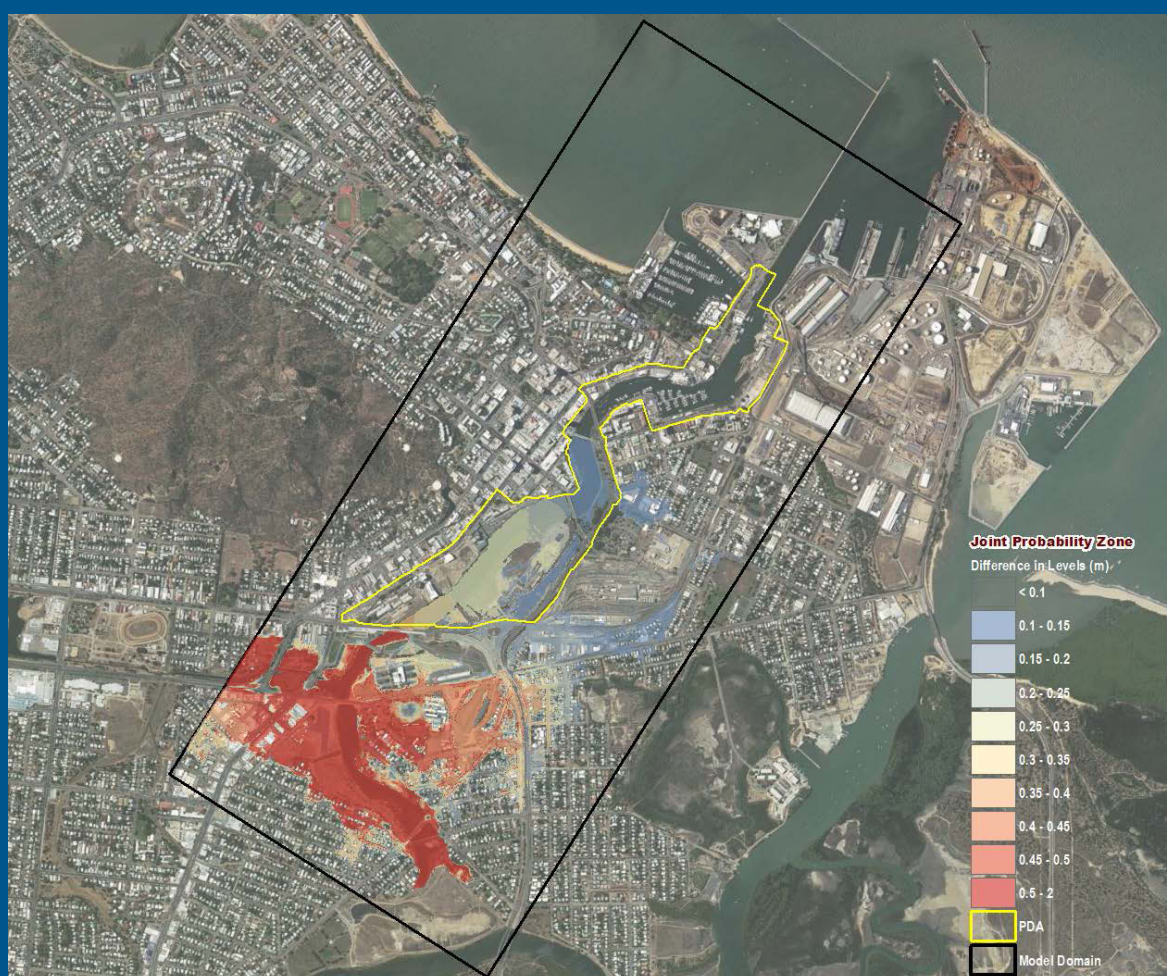 Joint Probability Zone
Difference in Levels (m)
< 0.1
0.1 - 0.15
0.15 - 0.2
0.2 - 0.25
0.25 - 0.3
0.3 - 0.35
0.35 - 0.4
0.4 - 0.45
0.45 - 0.5
0.5 - 2
PDA
Model Domain